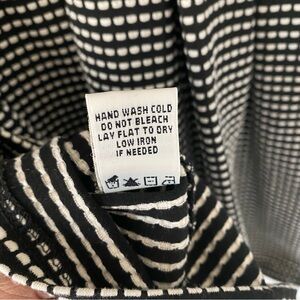 HAND WASH COLD
DO NOT BLEACH
LAY FLAT TO DRY
LOW IRON
IF NEEDED